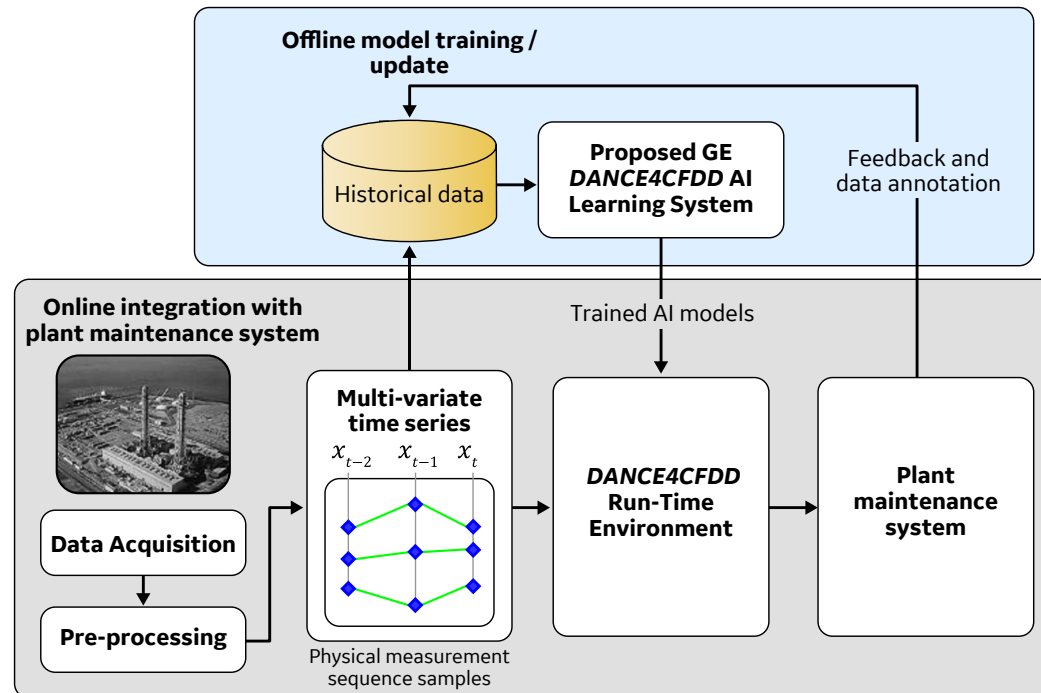 Offline model training /
update
Historical data
Proposed GE
DANCE4CFDD AI
Learning System
Feedback and
data annotation
Online integration with
plant maintenance system
Trained AI models
Data Acquisition
Pre-processing
Multi-variate
time series
x_{t−2} x_{t−1} x_t
Physical measurement
sequence samples
DANCE4CFDD
Run-Time
Environment
Plant
maintenance
system